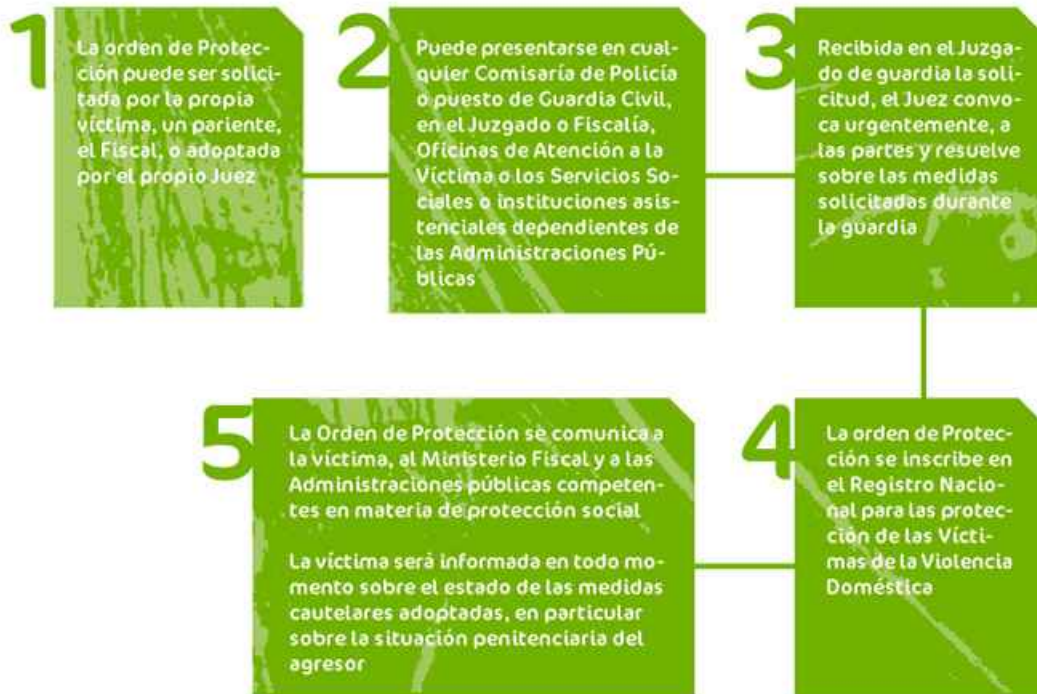 1
La orden de Protec-
ción puede ser solici-
tada por la propia
víctima, un pariente,
el Fiscal, o adoptada
por el propio Juez
2
Puede presentarse en cual-
quier Comisaría de Policía
o puesto de Guardia Civil,
en el Juzgado o Fiscalía,
Oficinas de Atención a la
Víctima o los Servicios So-
ciales o instituciones asis-
tenciales dependientes de
las Administraciones Pú-
blicas
3
Recibida en el Juzga-
do de guardia la soli-
citud, el Juez convo-
ca urgentemente, a
las partes y resuelve
sobre las medidas
solicitadas durante
la guardia
4
La orden de Protec-
ción se inscribe en
el Registro Nacio-
nal para las protec-
ción de las Vícti-
mas de la Violencia
Doméstica
5
La Orden de Protección se comunica a
la víctima, al Ministerio Fiscal y a las
Administraciones públicas competen-
tes en materia de protección social
La víctima será informada en todo mo-
mento sobre el estado de las medidas
cautelares adoptadas, en particular
sobre la situación penitenciaria del
agresor